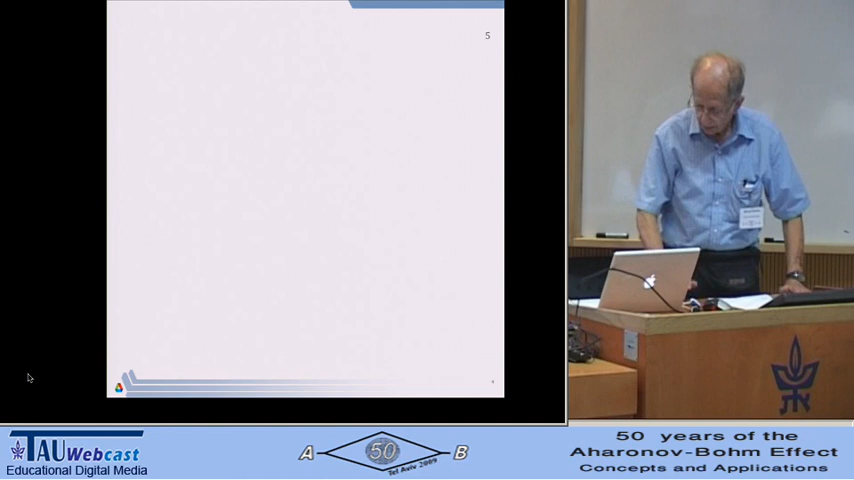 5
TAUWebcast
Educational Digital Media
A 50 B
Tel Aviv 2009
50 years of the
Aharonov-Bohm Effect
Concepts and Applications